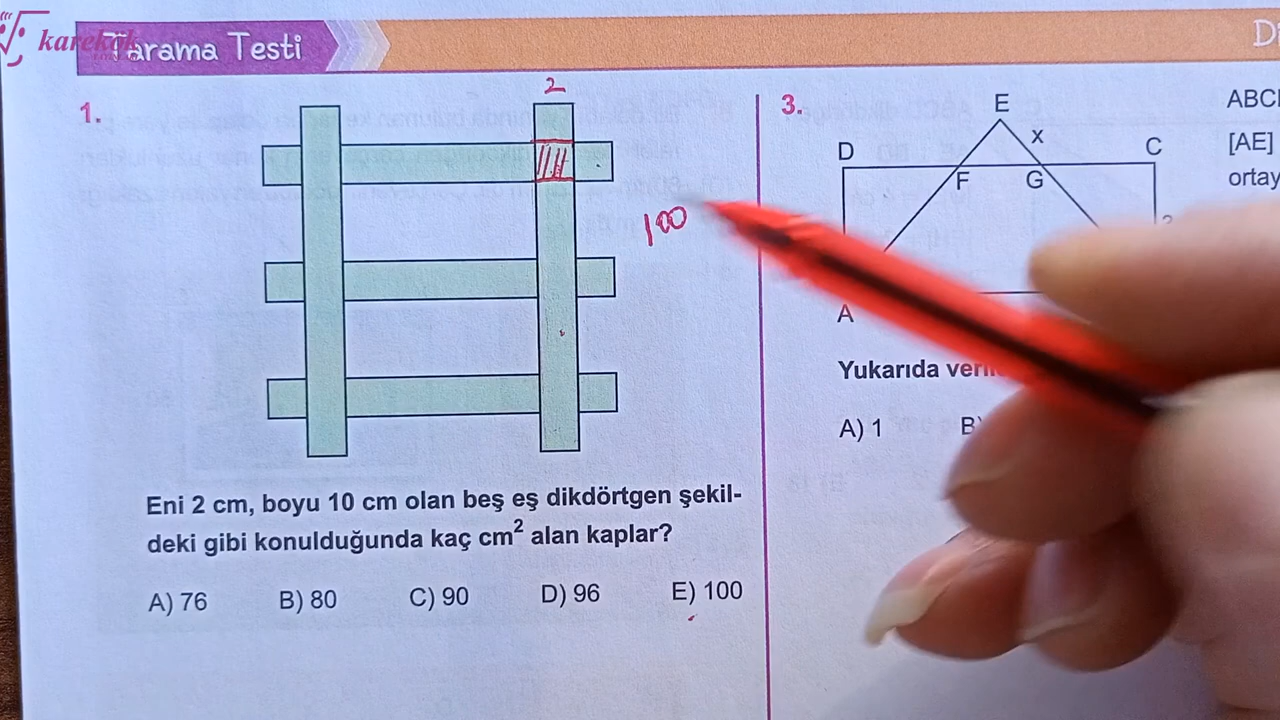 karekök
Tarama Testi
1.
2
100
Eni 2 cm, boyu 10 cm olan beş eş dikdörtgen şekil-
deki gibi konulduğunda kaç cm² alan kaplar?
A) 76 B) 80 C) 90 D) 96 E) 100
3.
E
x
D
C
F
G
A
ABC
[AE]
ortay
Yukarıda
A) 1 B)